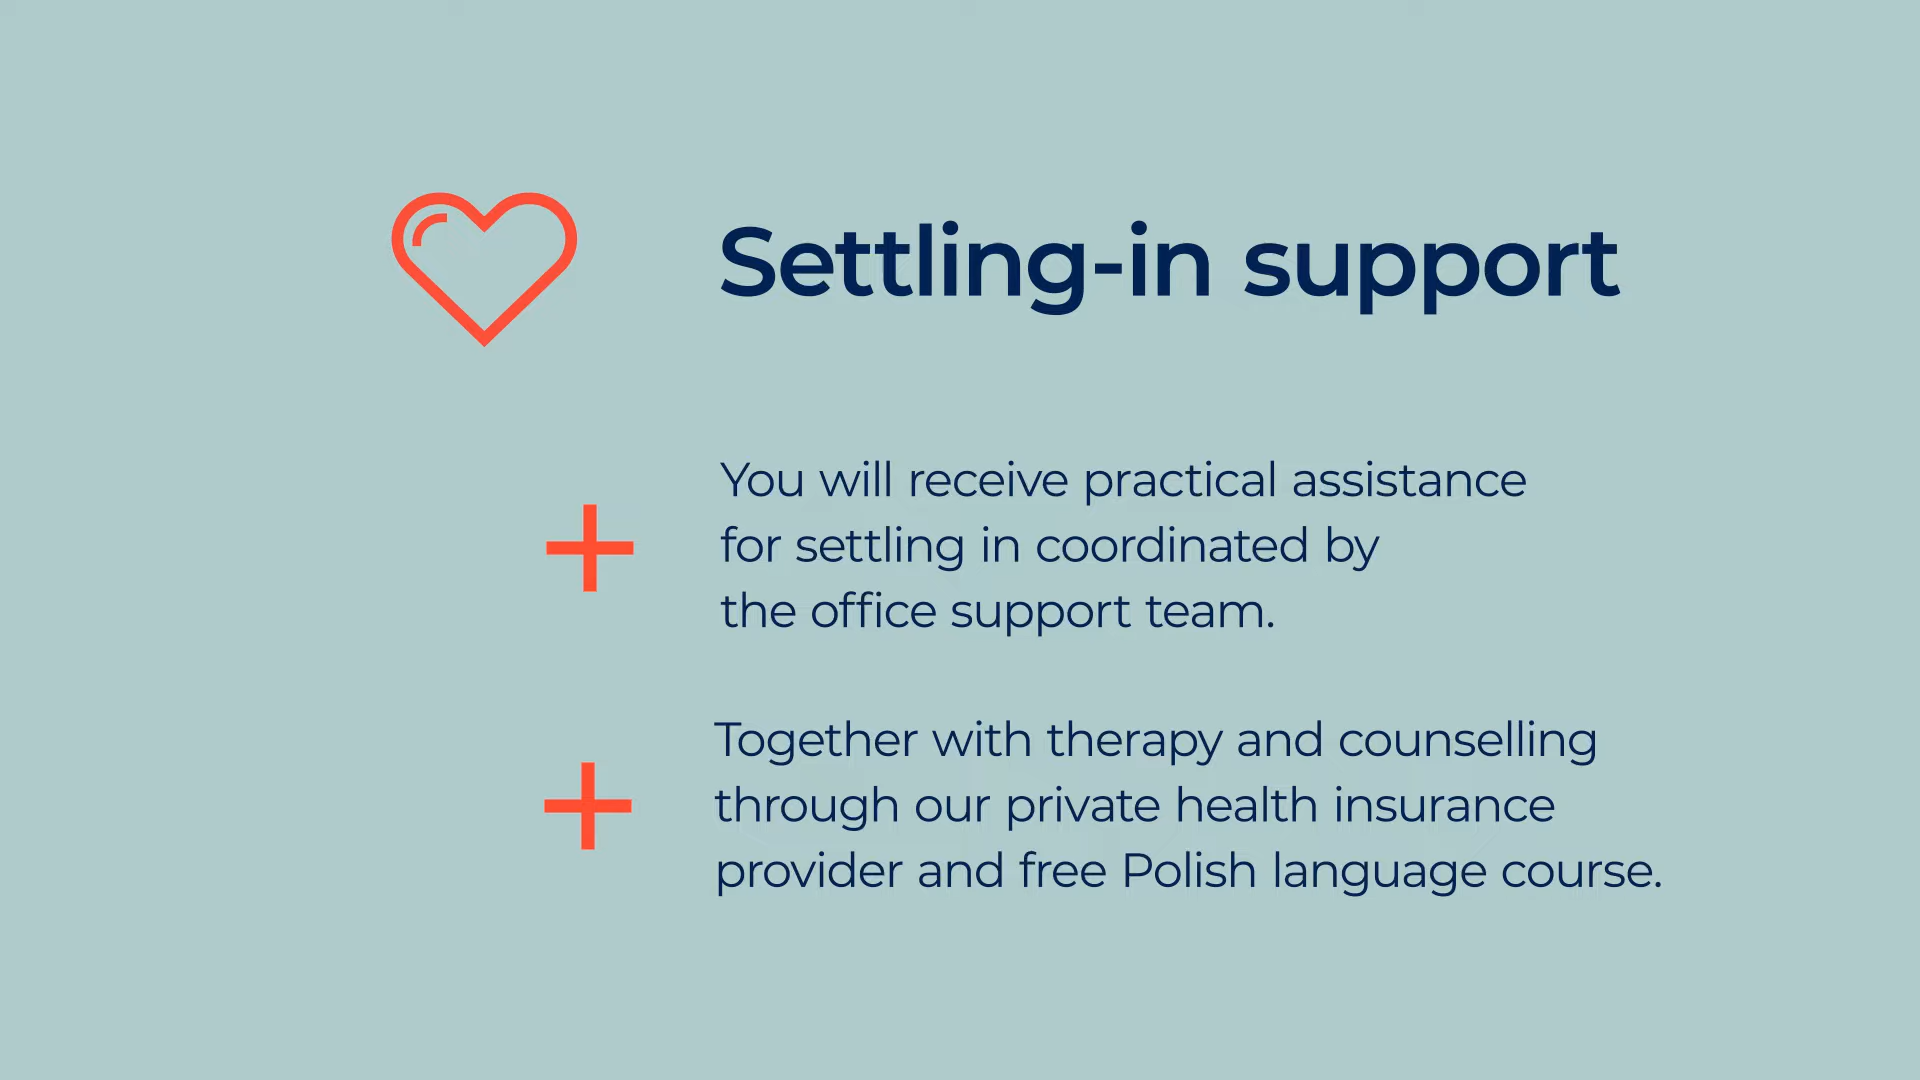 Settling-in support
You will receive practical assistance
for settling in coordinated by
the office support team.
Together with therapy and counselling
through our private health insurance
provider and free Polish language course.